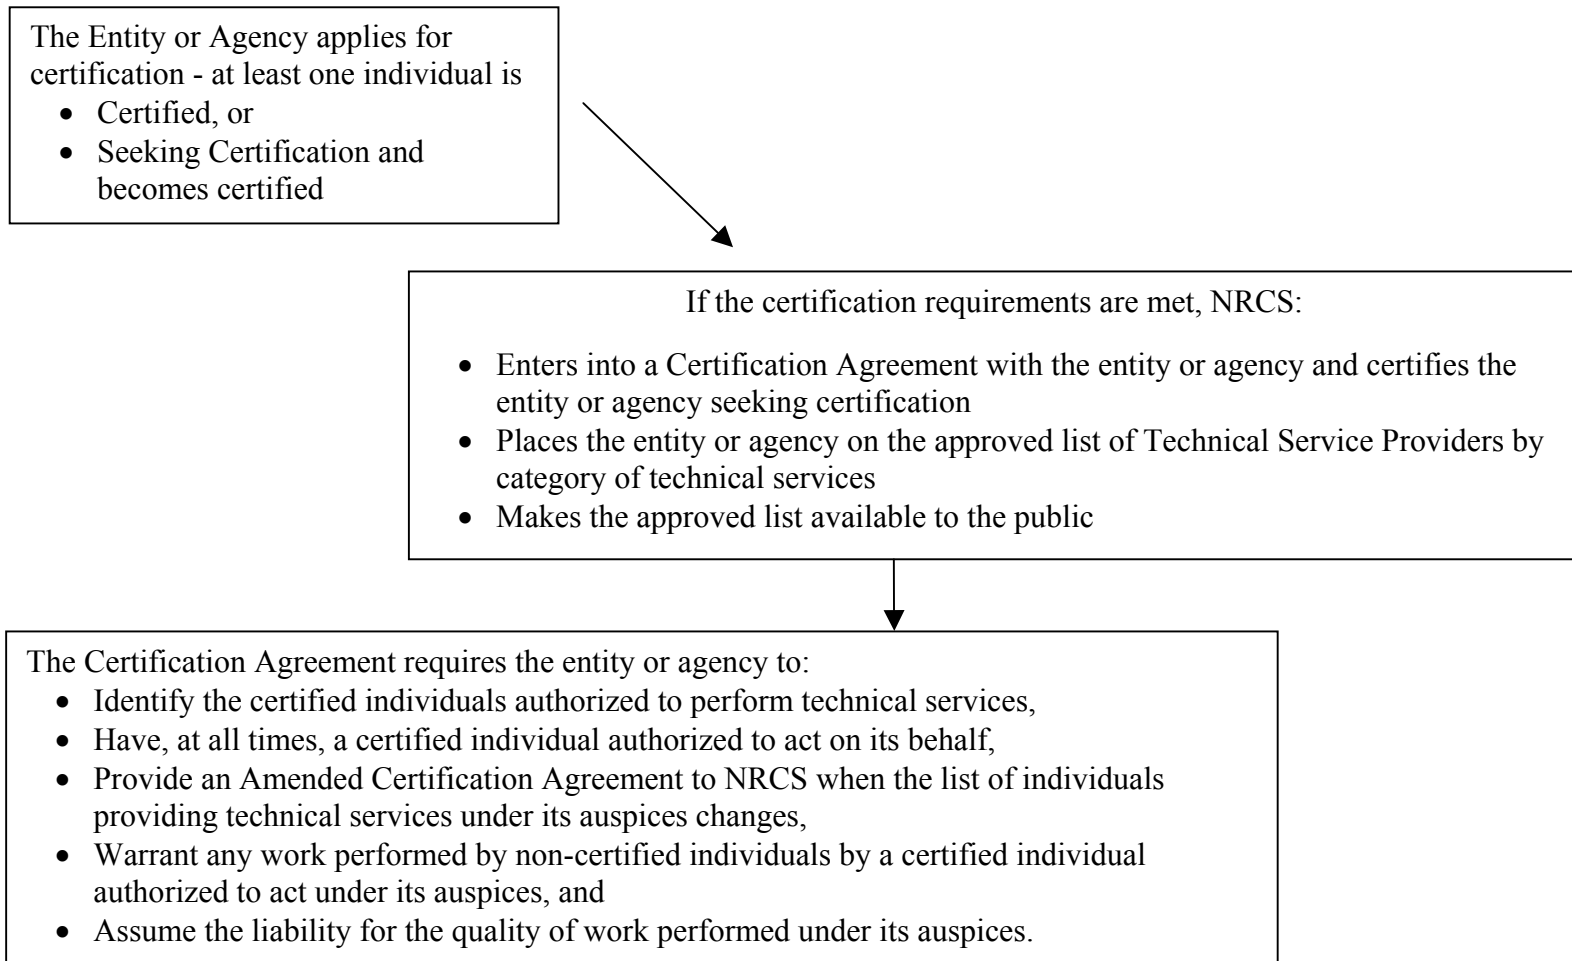 The Entity or Agency applies for
certification - at least one individual is
• Certified, or
• Seeking Certification and
becomes certified
If the certification requirements are met, NRCS:
• Enters into a Certification Agreement with the entity or agency and certifies the
entity or agency seeking certification
• Places the entity or agency on the approved list of Technical Service Providers by
category of technical services
• Makes the approved list available to the public
The Certification Agreement requires the entity or agency to:
• Identify the certified individuals authorized to perform technical services,
• Have, at all times, a certified individual authorized to act on its behalf,
• Provide an Amended Certification Agreement to NRCS when the list of individuals
providing technical services under its auspices changes,
• Warrant any work performed by non-certified individuals by a certified individual
authorized to act under its auspices, and
• Assume the liability for the quality of work performed under its auspices.